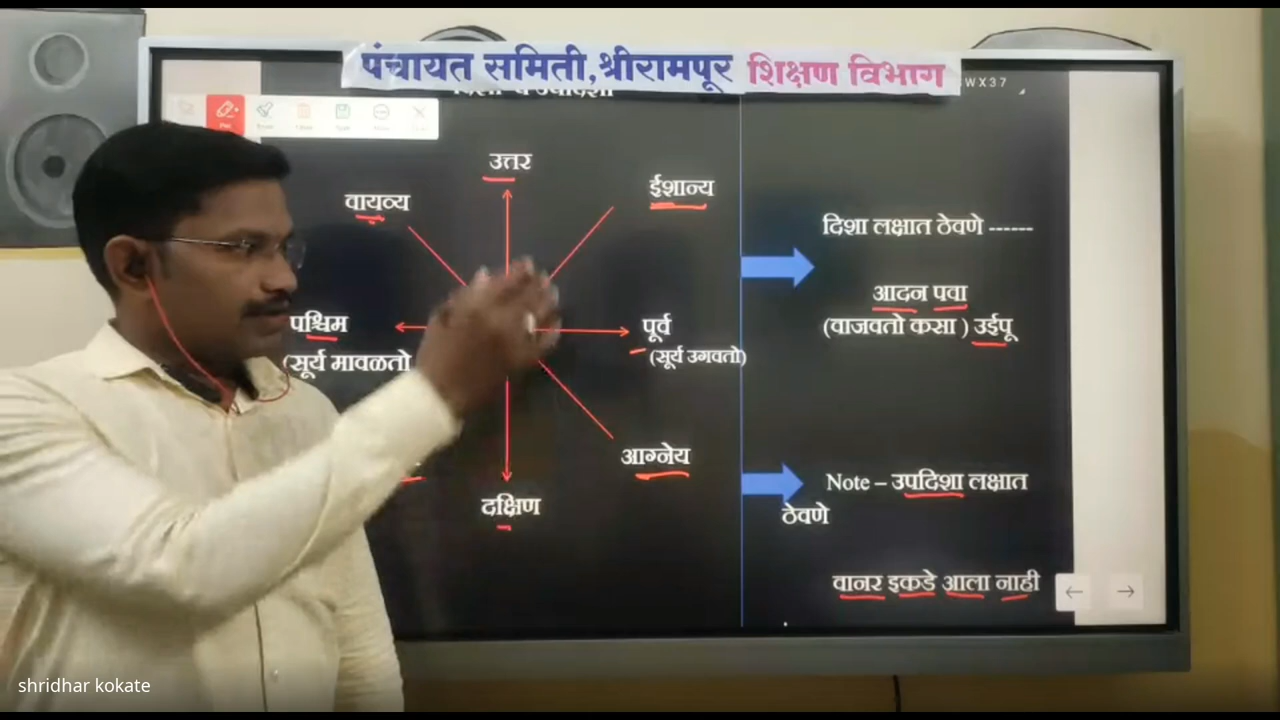 पंचायत समिती,श्रीरामपूर शिक्षण विभाग
उत्तर
ईशान्य
वायव्य
पश्चिम
(सूर्य मावळतो
पूर्व
(सूर्य उगवतो)
आग्नेय
दक्षिण
दिशा लक्षात ठेवणे ------
आदन पवा
(वाजवतो कसा ) उईपू
Note – उपदिशा लक्षात
ठेवणे
वानर इकडे आला नाही
shridhar kokate